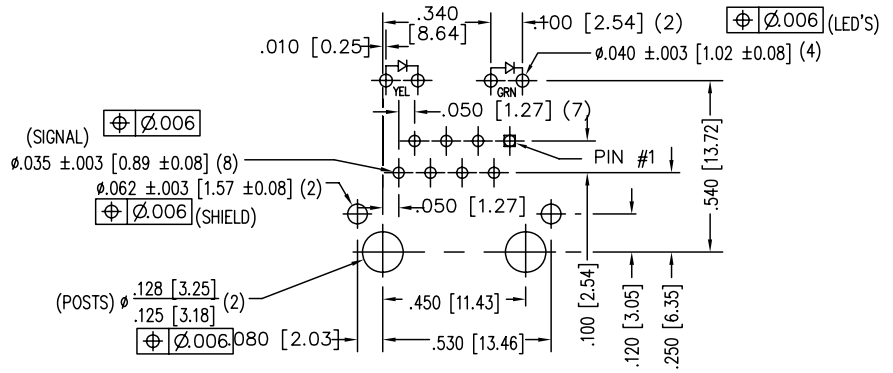 .340
[8.64]
.100 [2.54] (2)
⌖ Ø.006 (LED'S)
.010 [0.25]
ø.040 ±.003 [1.02 ±0.08] (4)
YEL
GRN
.050 [1.27] (7)
⌖ Ø.006
(SIGNAL)
PIN #1
ø.035 ±.003 [0.89 ±0.08] (8)
ø.062 ±.003 [1.57 ±0.08] (2)
⌖ Ø.006 (SHIELD)
.050 [1.27]
.540 [13.72]
(POSTS) ø .128 [3.25] (2)
.125 [3.18]
⌖ Ø.006
.080 [2.03]
.450 [11.43]
.530 [13.46]
.100 [2.54]
.120 [3.05]
.250 [6.35]